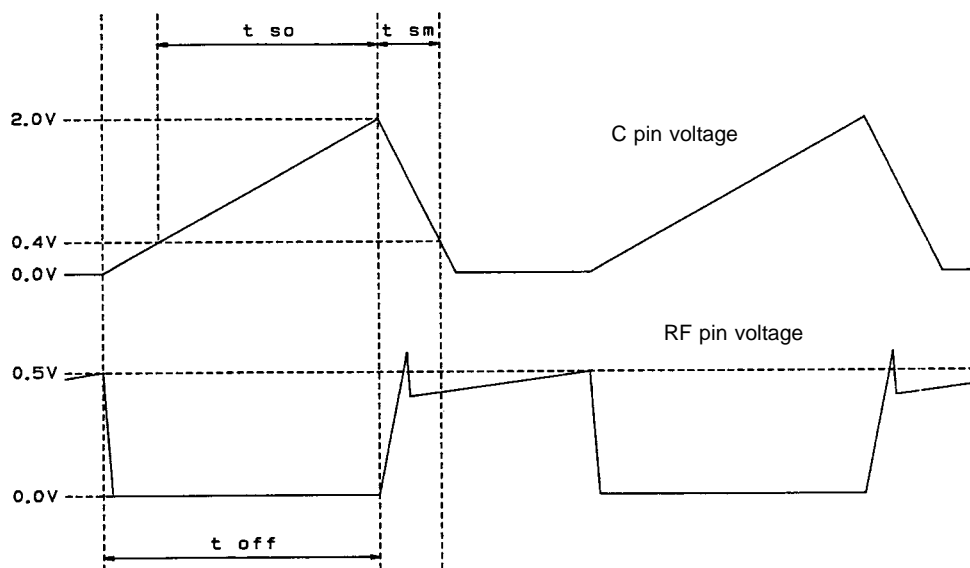 t so
t sm
2.0V
C pin voltage
0.4V
0.0V
RF pin voltage
0.5V
0.0V
t off